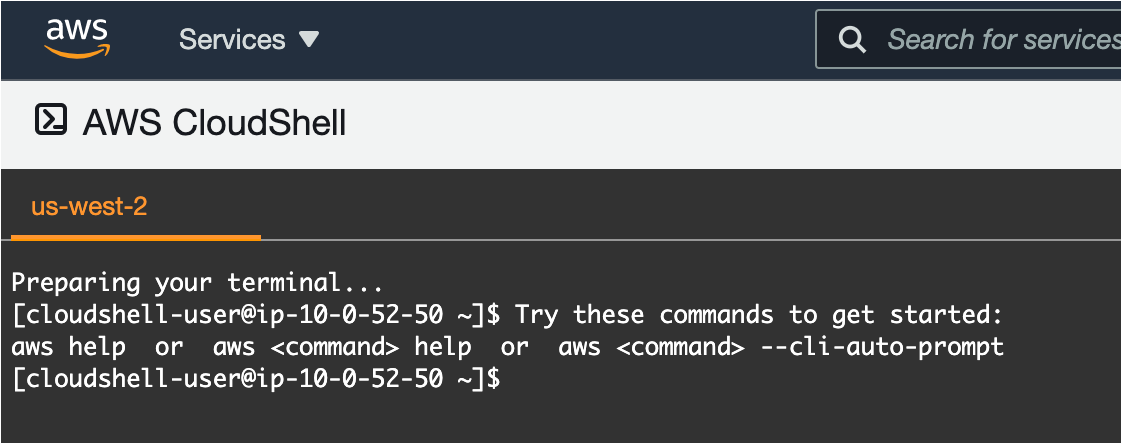 aws
Services
Search for services
AWS CloudShell
us-west-2
Preparing your terminal...
[cloudshell-user@ip-10-0-52-50 ~]$ Try these commands to get started:
aws help  or  aws <command> help  or  aws <command> --cli-auto-prompt
[cloudshell-user@ip-10-0-52-50 ~]$